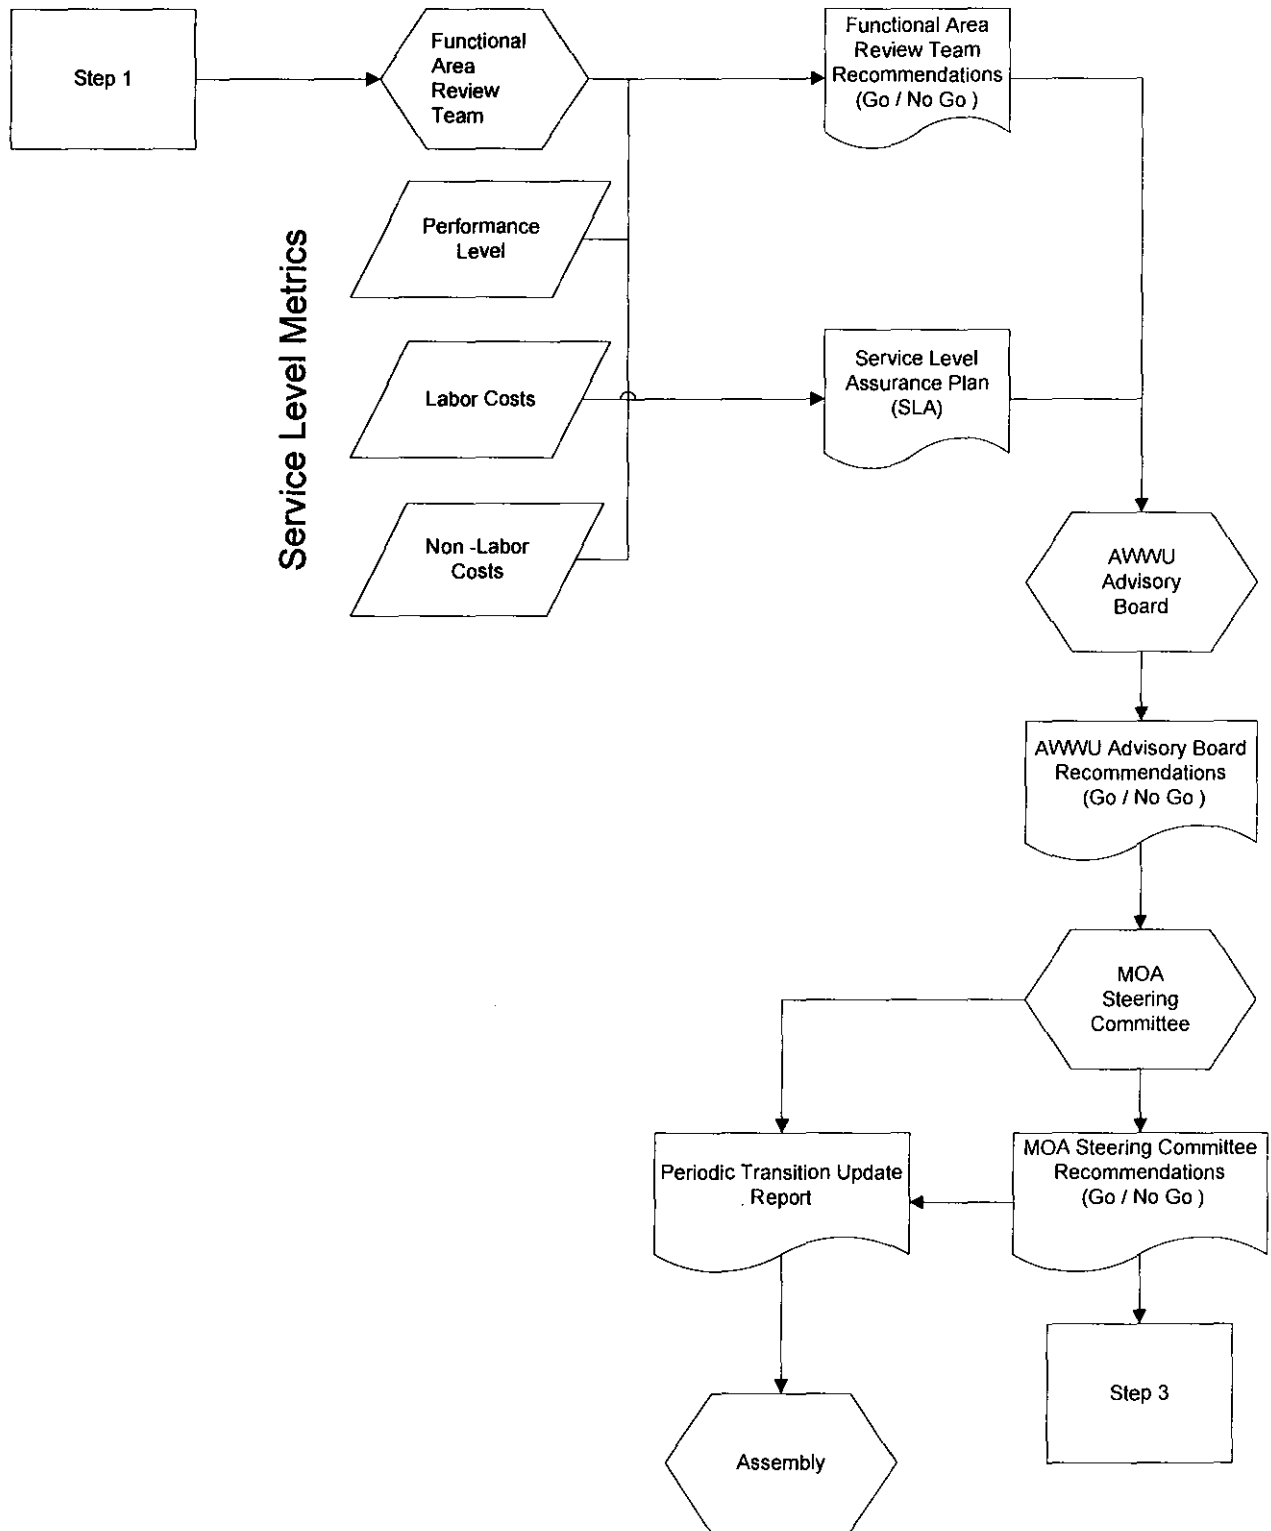 Step 1
Functional
Area
Review
Team
Functional Area
Review Team
Recommendations
(Go / No Go )
Service Level Metrics
Performance
Level
Labor Costs
Service Level
Assurance Plan
(SLA)
Non -Labor
Costs
AWWU
Advisory
Board
AWWU Advisory Board
Recommendations
(Go / No Go )
MOA
Steering
Committee
Periodic Transition Update
Report
MOA Steering Committee
Recommendations
(Go / No Go )
Step 3
Assembly